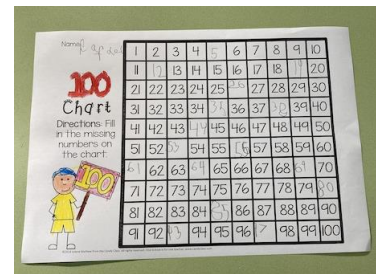 Name
100
Chart
Directions: Fill
in the missing
numbers on
the chart.
100
1 2 3 4 5 6 7 8 9 10
11 12 13 14 15 16 17 18 19 20
21 22 23 24 25 26 27 28 29 30
31 32 33 34 36 37 39 40
41 42 43 44 45 46 47 48 49 50
51 52 53 54 55 56 57 58 59 60
61 62 63 64 65 66 67 68 69 70
71 72 73 74 75 76 77 78 79 80
81 82 83 84 86 87 88 89 90
91 92 94 95 96 98 99 100